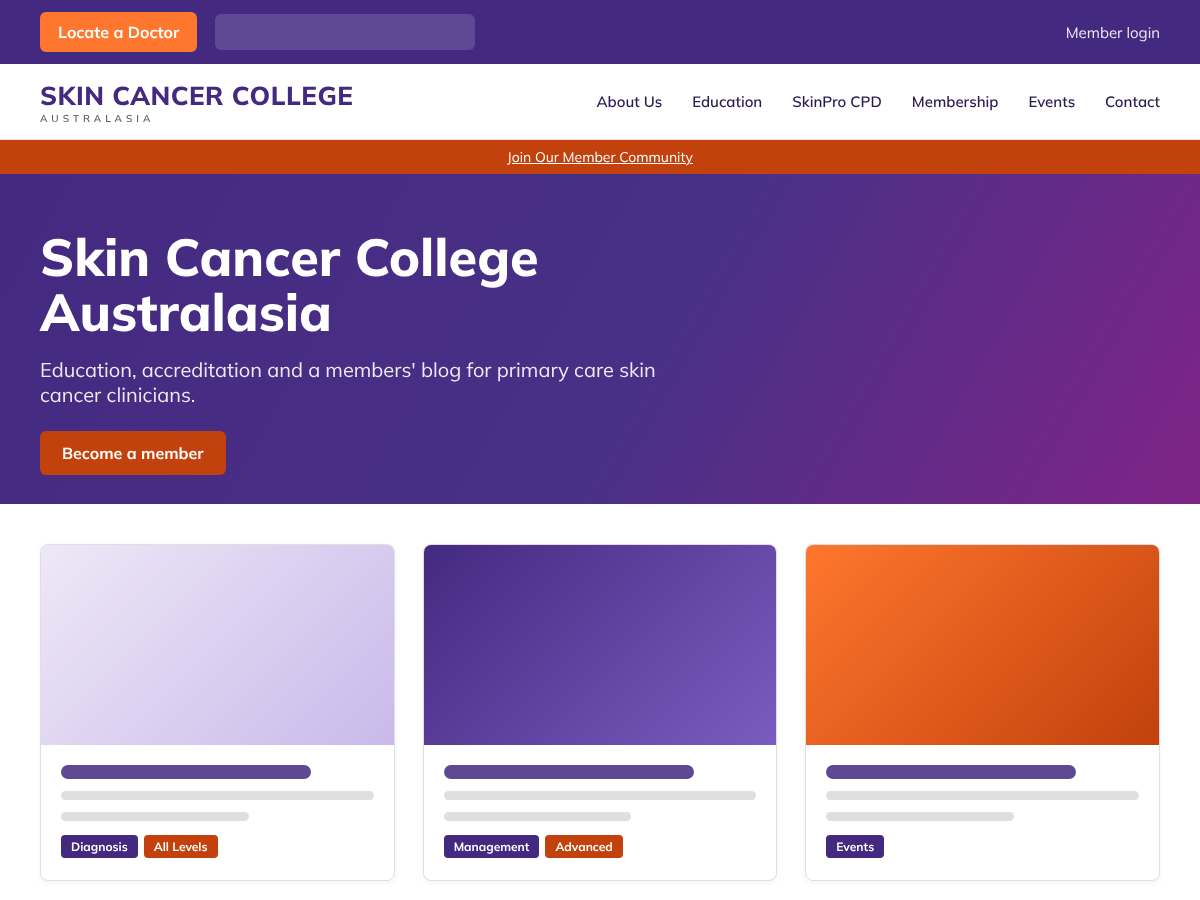 Locate a Doctor
Member login
SKIN CANCER COLLEGE
AUSTRALASIA
About Us
Education
SkinPro CPD
Membership
Events
Contact
Join Our Member Community
Skin Cancer College
Australasia
Education, accreditation and a members' blog for primary care skin
cancer clinicians.
Become a member
Diagnosis
All Levels
Management
Advanced
Events